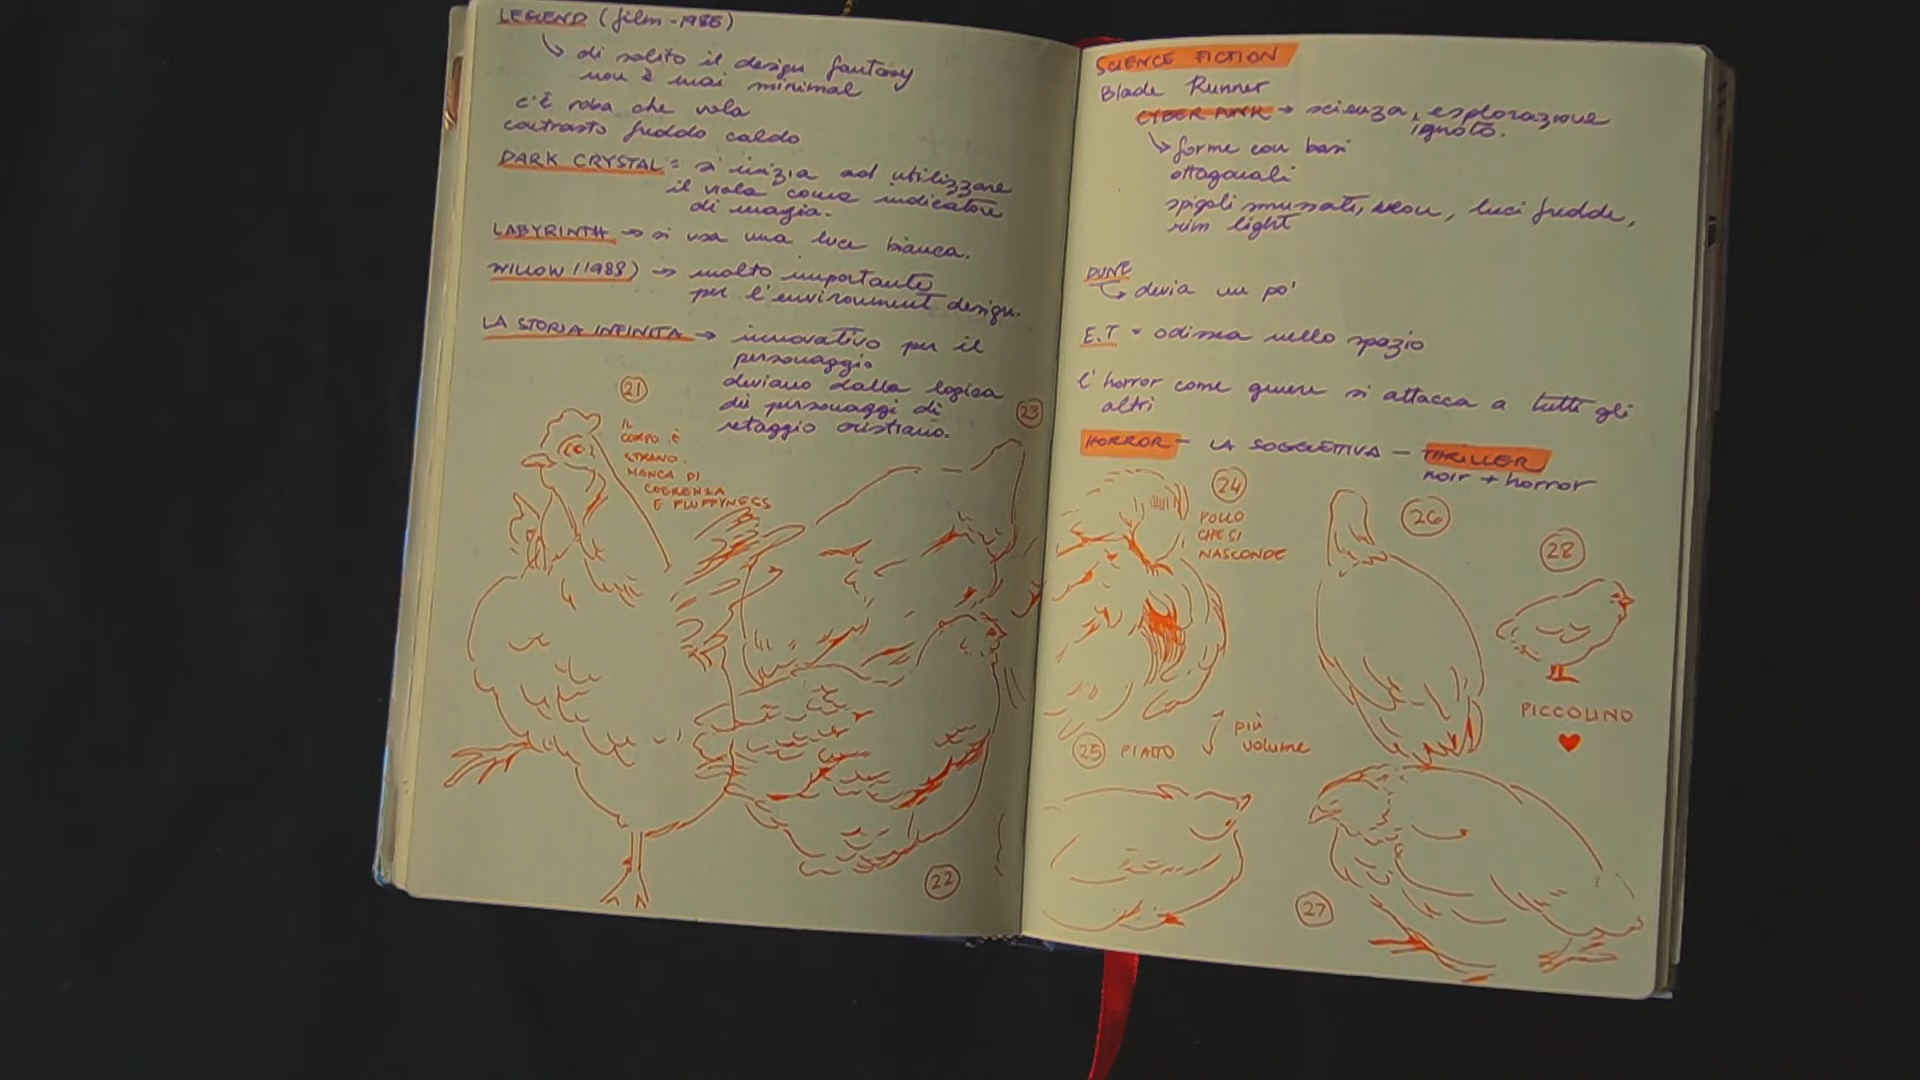 LEGEND (film - 1986)
↳ di solito il design fantasy
non è mai minimal
c'è roba che vola
contrasto freddo caldo
DARK CRYSTAL = si inizia ad utilizzare
il viola come indicatore
di magia.
LABYRINTH → si usa una luce bianca.
WILLOW (1988) → molto importante
per l'environment design.
LA STORIA INFINITA → innovativo per il
personaggio
deviano dalla logica
dei personaggi di
retaggio cristiano.
21
IL
CORPO È
STRANO.
MANCA DI
COERENZA
E FLUFFYNESS
23
22
SCIENCE FICTION
Blade Runner
CYBER PUNK → scienza, esplorazione
ignoto.
↳ forme con basi
ottagonali
spigoli smussati, neon, luci fredde,
rim light
DUNE
↳ devia un po'
E.T = odissea nello spazio
l'horror come genere si attacca a tutti gli
altri
HORROR - LA SOGGETTIVA - THRILLER
noir + horror
24
POLLO
CHE SI
NASCONDE
26
28
PICCOLINO
♥
25 PIATTO
più
volume
27